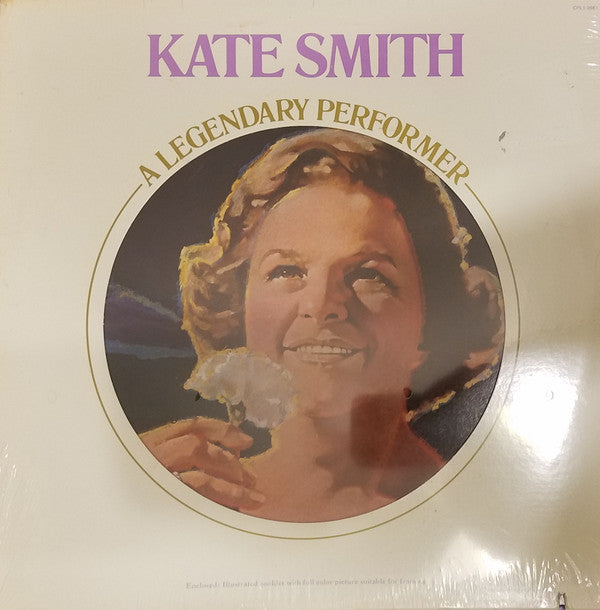 KATE SMITH
A LEGENDARY PERFORMER
Enclosed: Illustrated booklet with full color picture suitable for framing